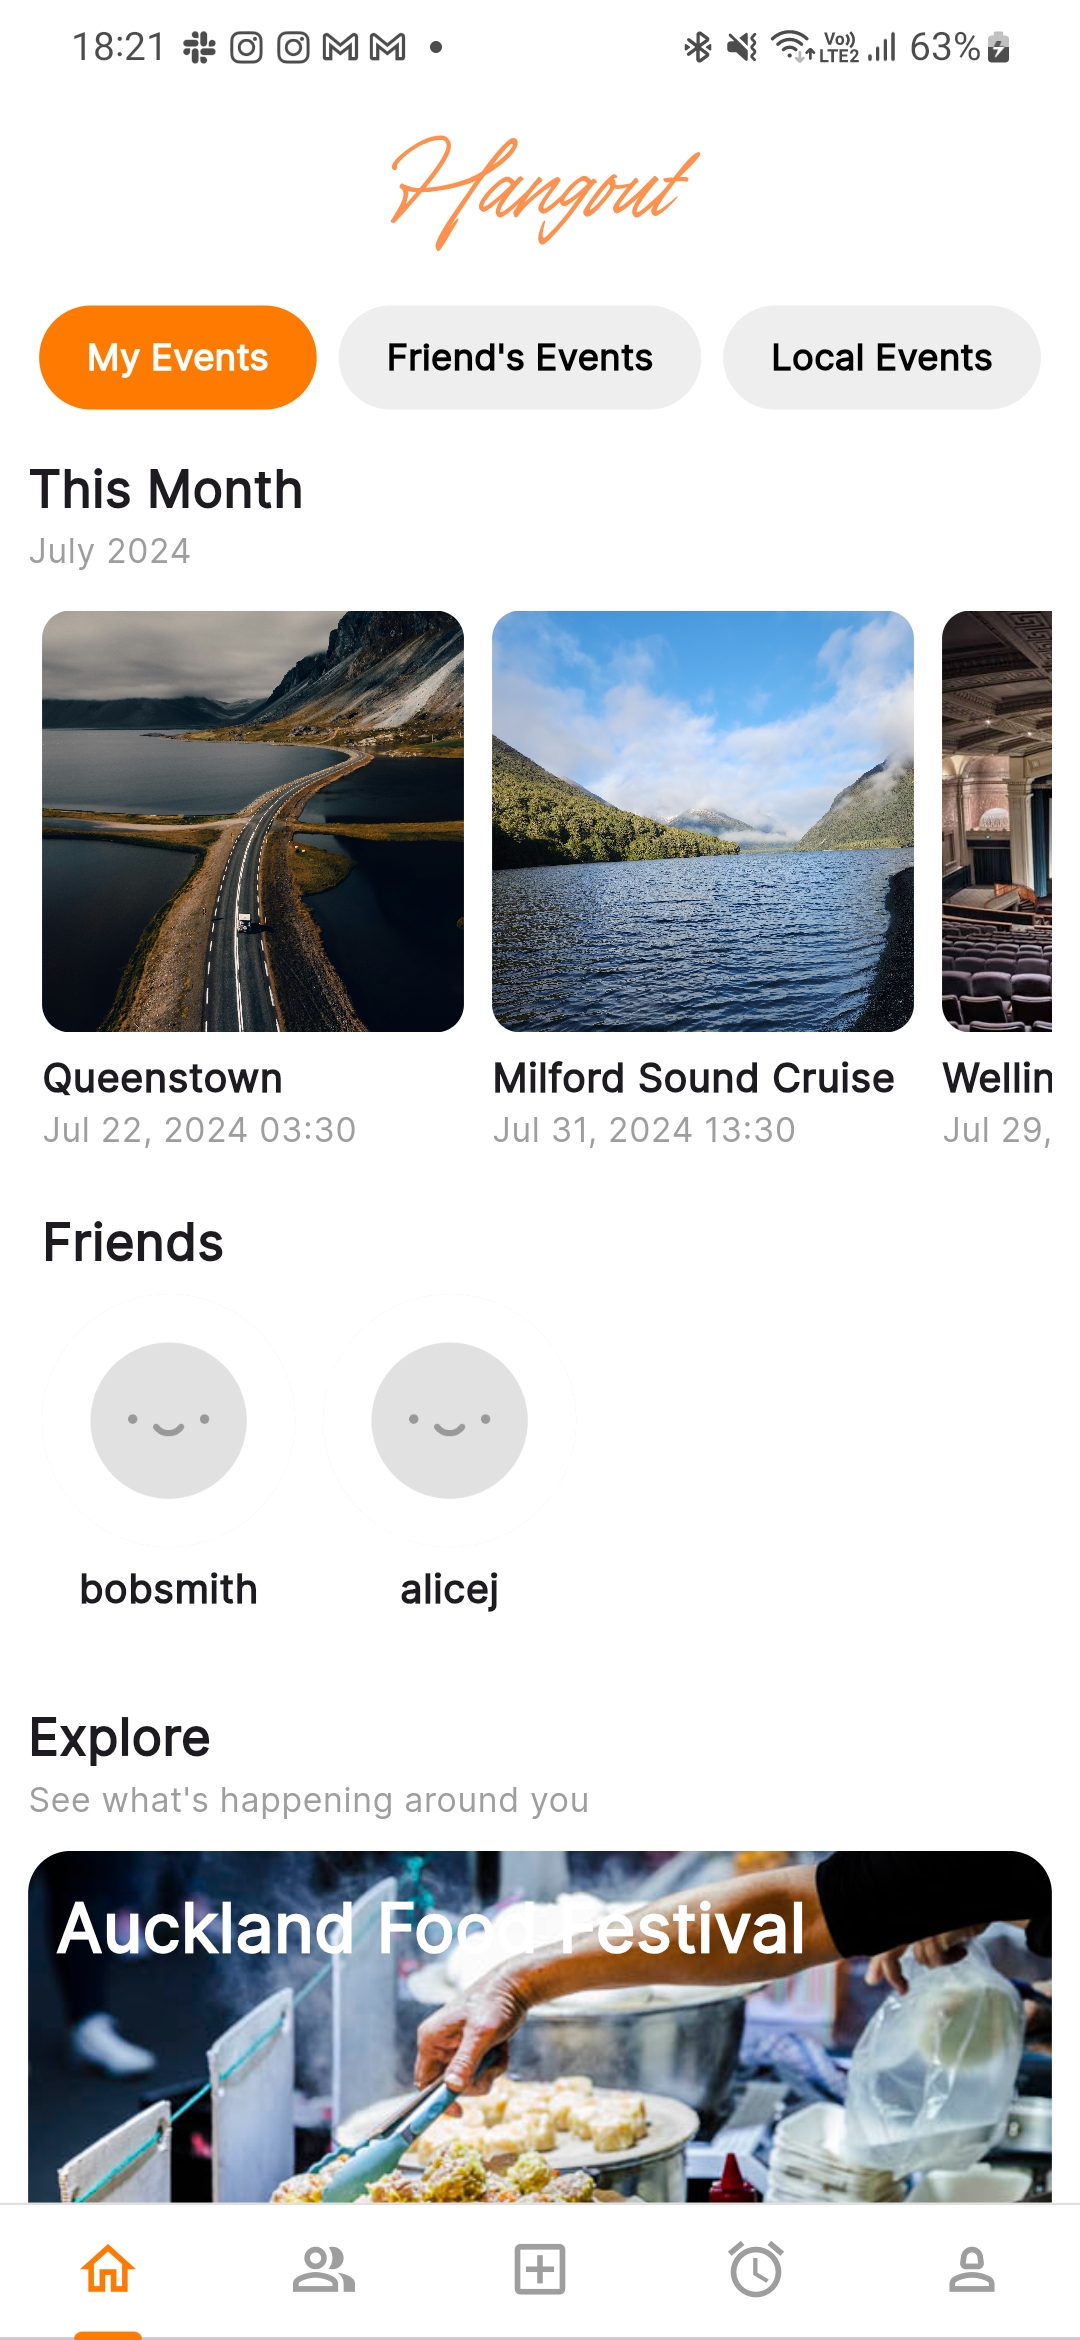 18:21
Vo)) LTE2 63%
Hangout
My Events Friend's Events Local Events
This Month
July 2024
Queenstown Milford Sound Cruise Wellin
Jul 22, 2024 03:30 Jul 31, 2024 13:30 Jul 29,
Friends
bobsmith alicej
Explore
See what's happening around you
Auckland Food Festival